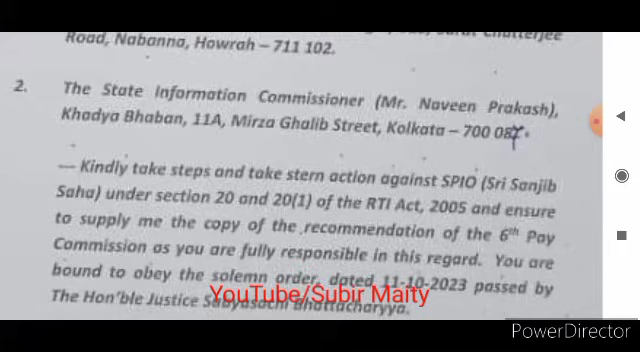 Chatterjee
Road, Nabanna, Howrah – 711 102.
2. The State Information Commissioner (Mr. Naveen Prakash),
Khadya Bhaban, 11A, Mirza Ghalib Street, Kolkata – 700 087.
— Kindly take steps and take stern action against SPIO (Sri Sanjib
Saha) under section 20 and 20(1) of the RTI Act, 2005 and ensure
to supply me the copy of the recommendation of the 6th Pay
Commission as you are fully responsible in this regard. You are
bound to obey the solemn order, dated 11-10-2023 passed by
The Hon'ble Justice Sabyasachi Bhattacharyya.
YouTube/Subir Maity
PowerDirector